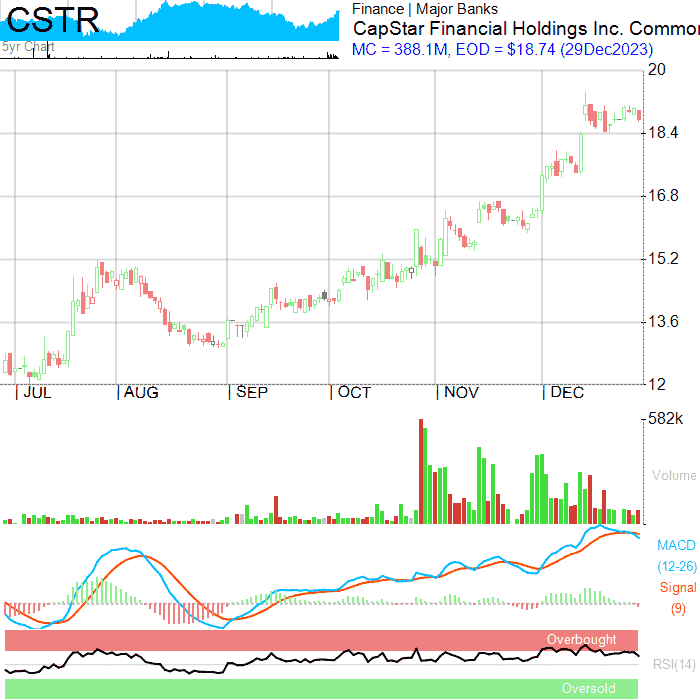 CSTR
5yr Chart
Finance | Major Banks
CapStar Financial Holdings Inc. Common
MC = 388.1M, EOD = $18.74 (29Dec2023)
20
18.4
16.8
15.2
13.6
12
JUL AUG SEP OCT NOV DEC
582k
Volume
MACD
(12-26)
Signal
(9)
Overbought
RSI(14)
Oversold